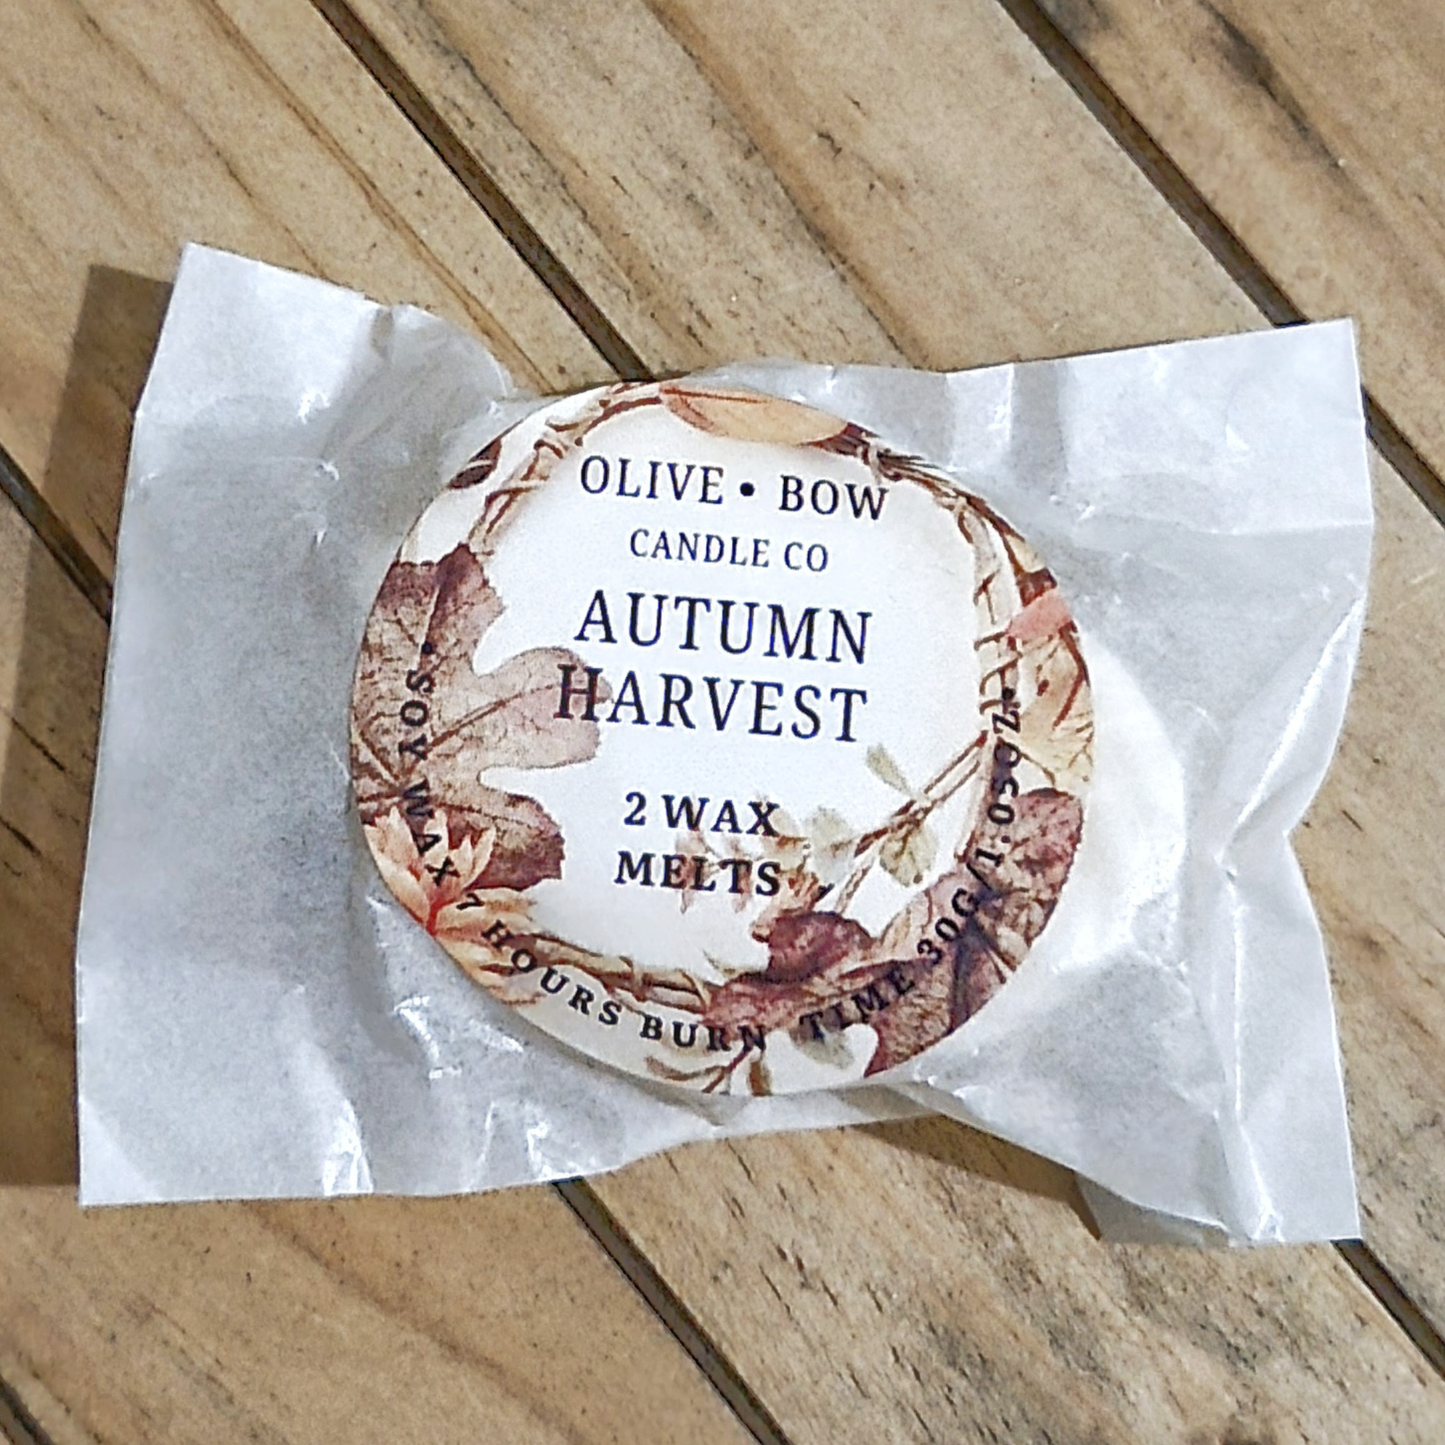 OLIVE • BOW
CANDLE CO
AUTUMN
HARVEST
2 WAX
MELTS
• SOY WAX 7 HOURS BURN TIME 30G/1.05OZ •